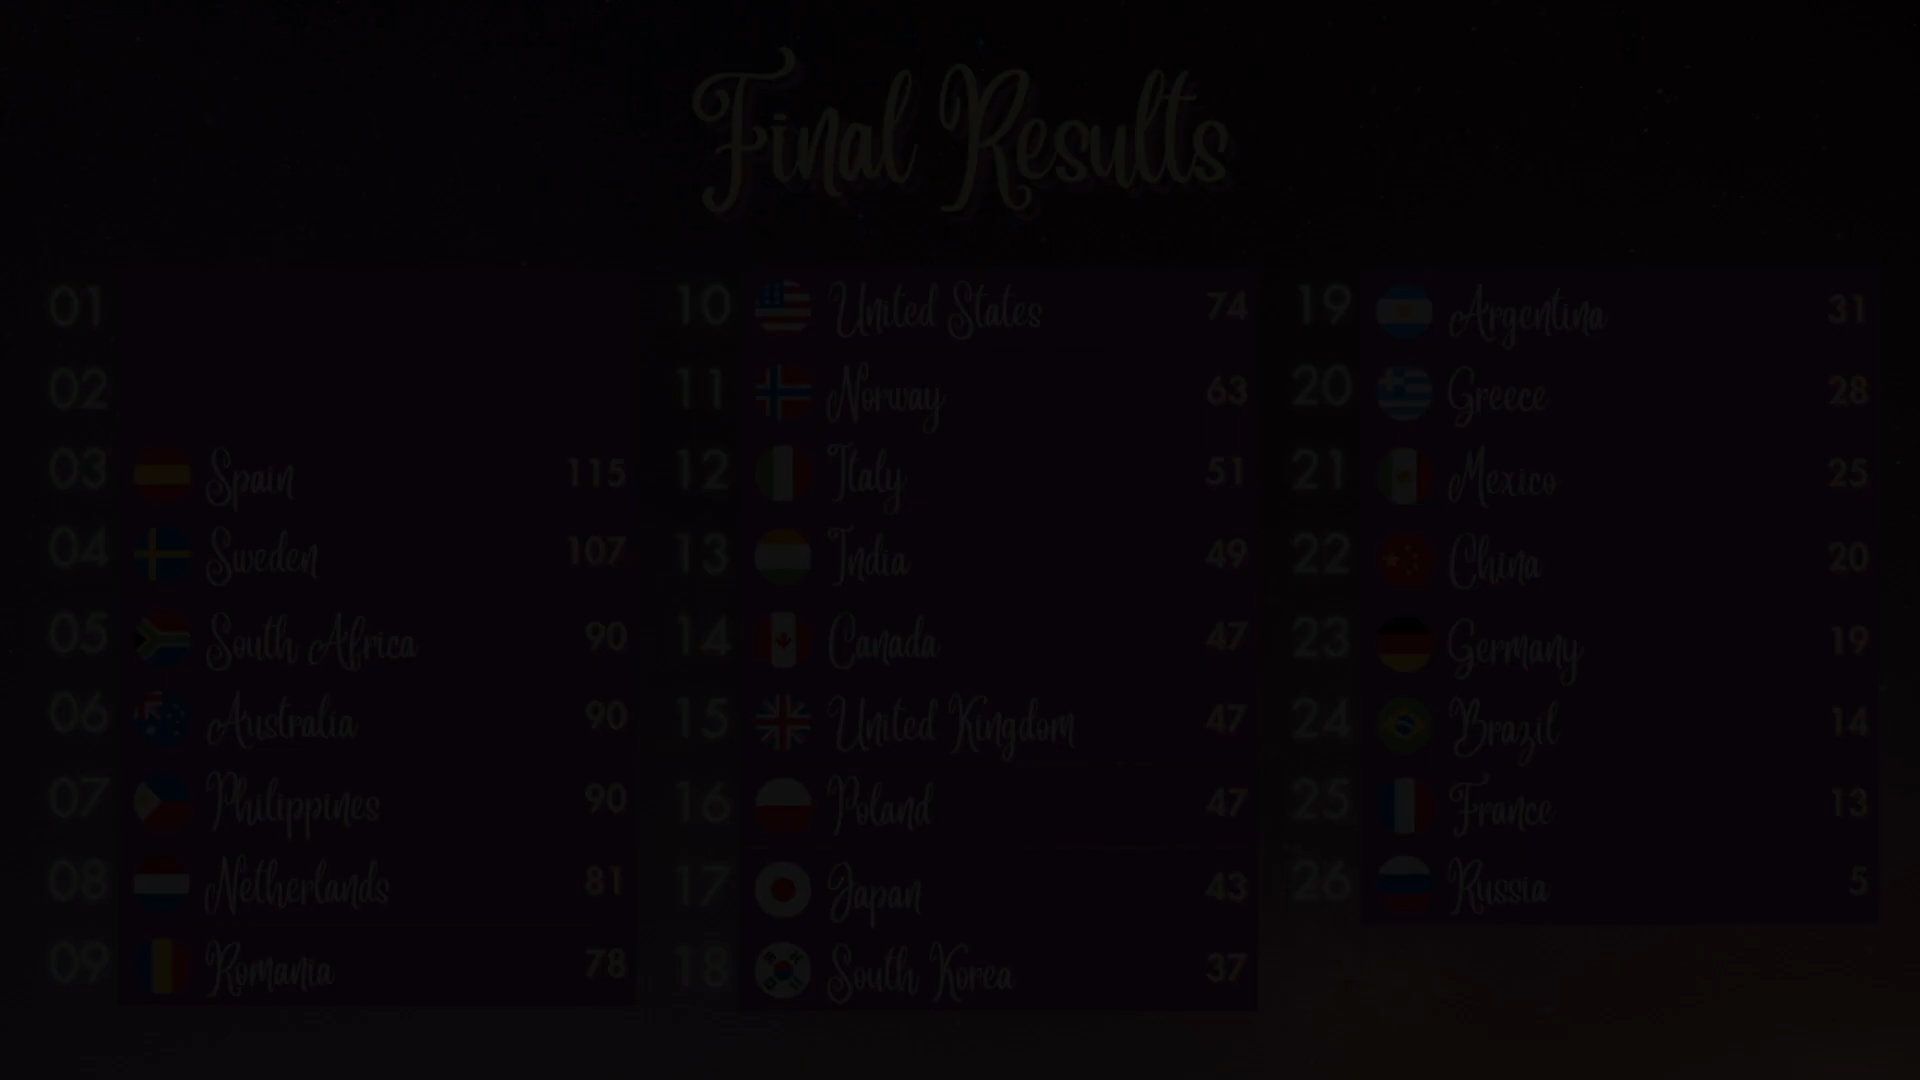 Final Results
01
02
03 Spain 115
04 Sweden 107
05 South Africa 90
06 Australia 90
07 Philippines 90
08 Netherlands 81
09 Romania 78
10 United States 74
11 Norway 63
12 Italy 51
13 India 49
14 Canada 47
15 United Kingdom 47
16 Poland 47
17 Japan 43
18 South Korea 37
19 Argentina 31
20 Greece 28
21 Mexico 25
22 China 20
23 Germany 19
24 Brazil 14
25 France 13
26 Russia 5